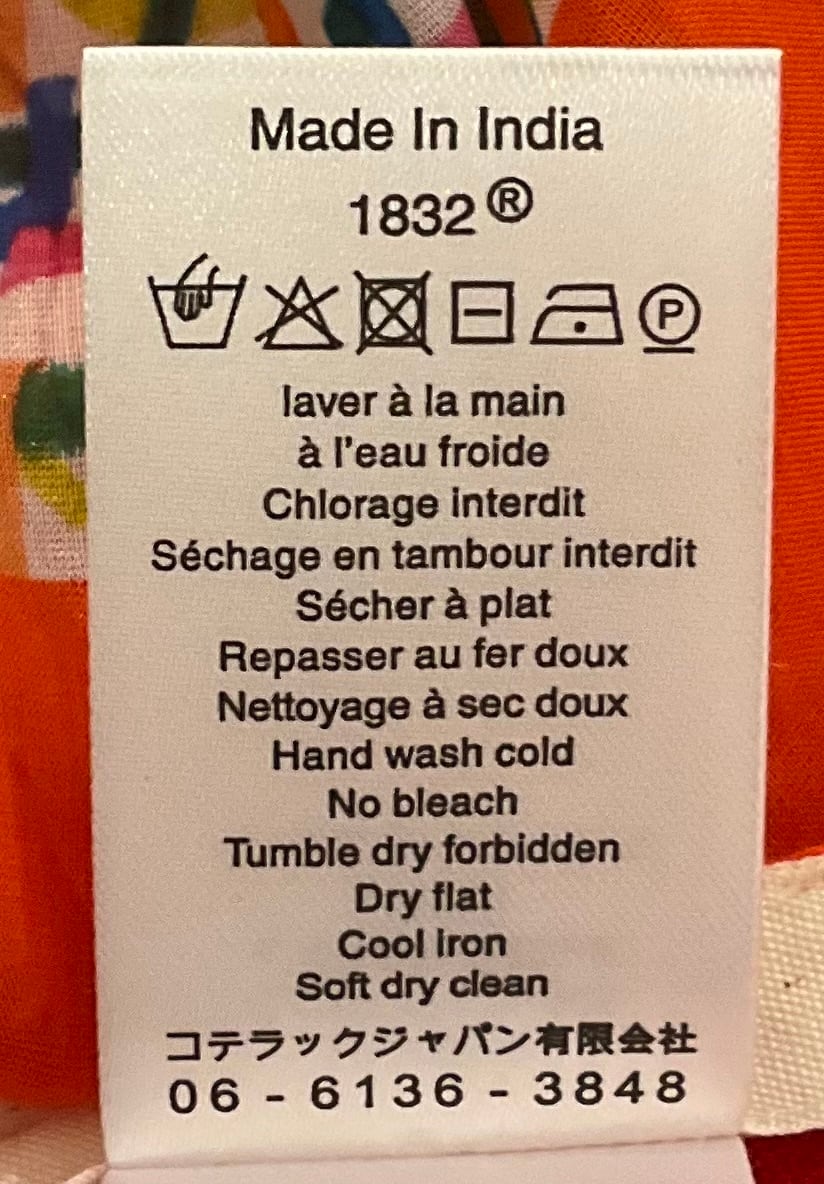 Made In India
1832®
P
laver à la main
à l'eau froide
Chlorage interdit
Séchage en tambour interdit
Sécher à plat
Repasser au fer doux
Nettoyage à sec doux
Hand wash cold
No bleach
Tumble dry forbidden
Dry flat
Cool iron
Soft dry clean
コテラックジャパン有限会社
06 - 6136 - 3848